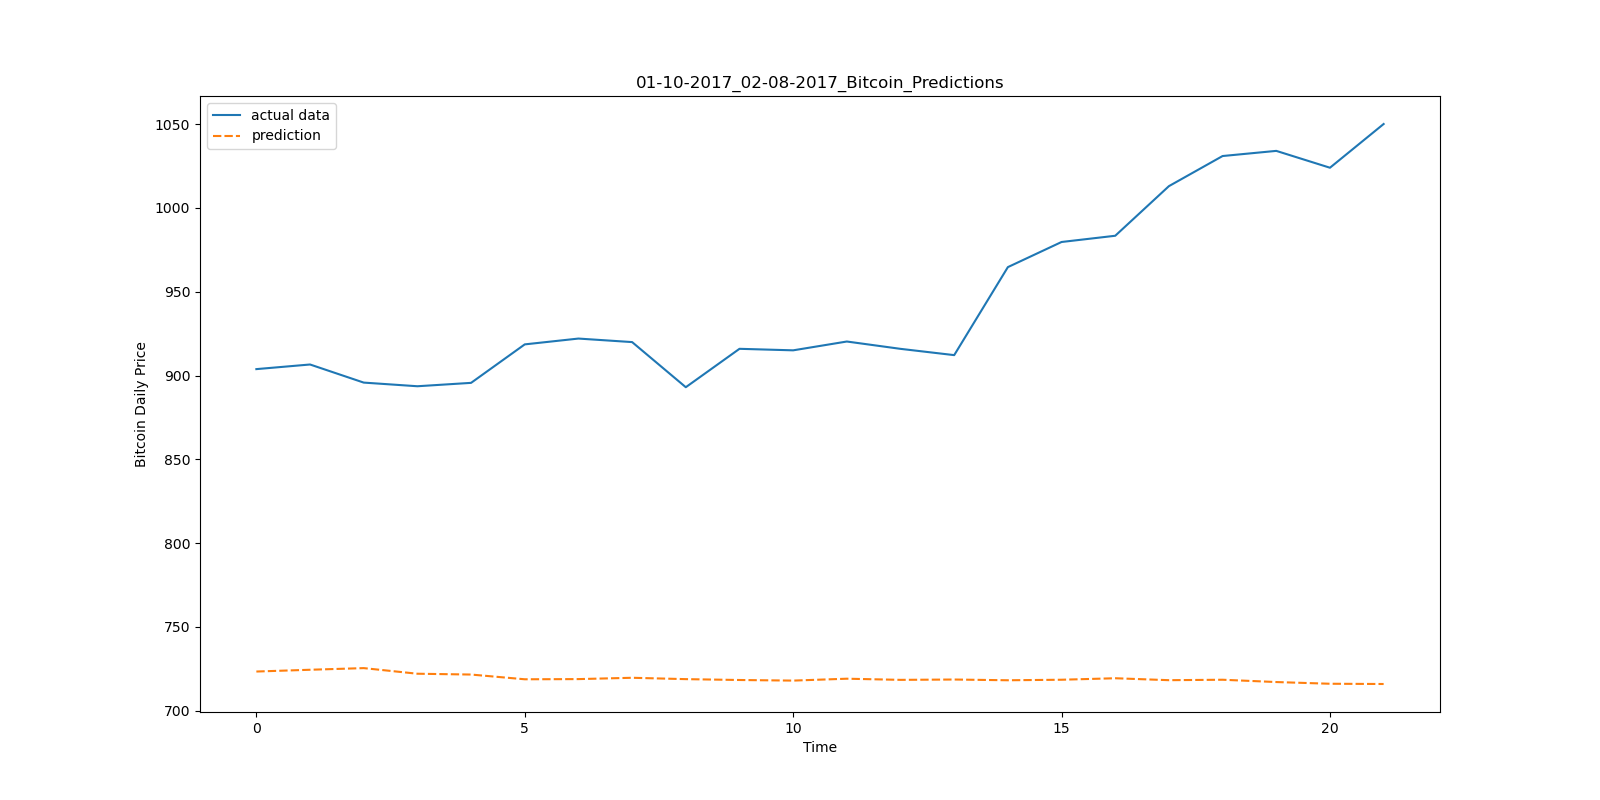 01-10-2017_02-08-2017_Bitcoin_Predictions
actual data
prediction
1050
1000
950
900
850
800
750
700
Bitcoin Daily Price
0 5 10 15 20
Time